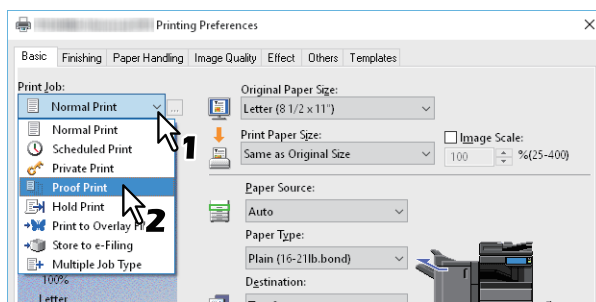 Printing Preferences
Basic Finishing Paper Handling Image Quality Effect Others Templates
Print Job:
Normal Print
...
Normal Print
Scheduled Print
Private Print
Proof Print
Hold Print
Print to Overlay
Store to e-Filing
Multiple Job Type
100%
Letter
1
2
Original Paper Size:
Letter (8 1/2 x 11")
Print Paper Size:
Same as Original Size
Image Scale:
100 %(25-400)
Paper Source:
Auto
Paper Type:
Plain (16-21lb.bond)
Destination: